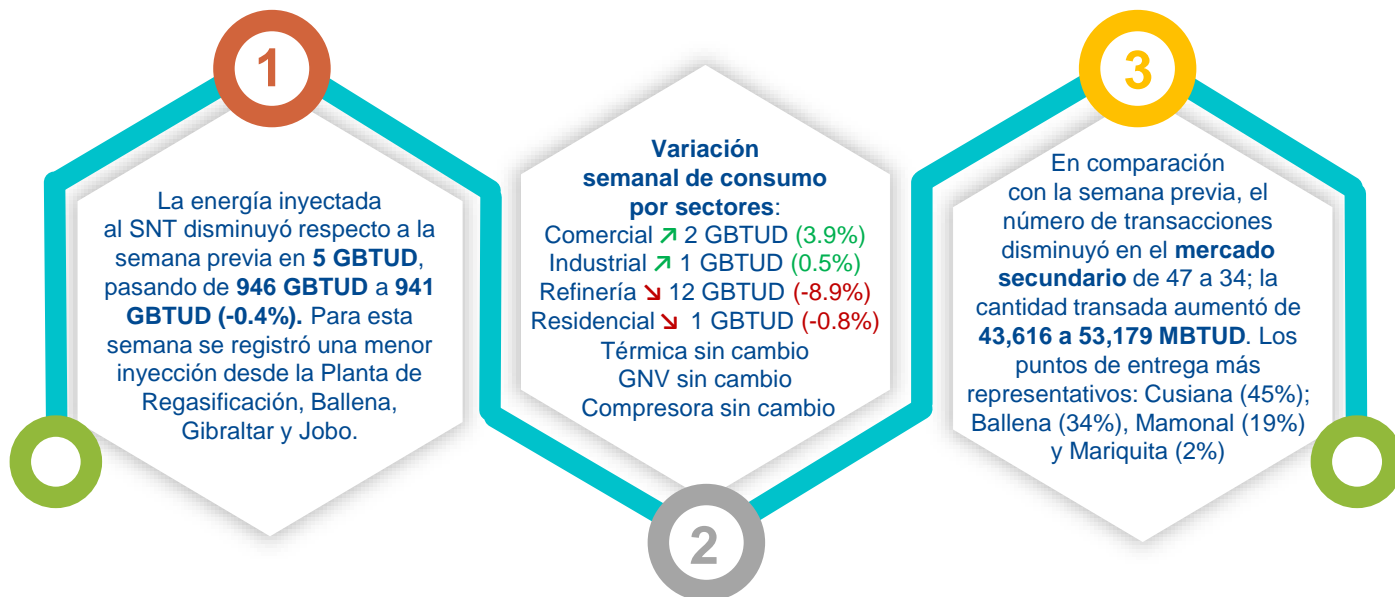 1
La energía inyectada
al SNT disminuyó respecto a la
semana previa en 5 GBTUD,
pasando de 946 GBTUD a 941
GBTUD (-0.4%). Para esta
semana se registró una menor
inyección desde la Planta de
Regasificación, Ballena,
Gibraltar y Jobo.
Variación
semanal de consumo
por sectores:
Comercial ↗ 2 GBTUD (3.9%)
Industrial ↗ 1 GBTUD (0.5%)
Refinería ↘ 12 GBTUD (-8.9%)
Residencial ↘ 1 GBTUD (-0.8%)
Térmica sin cambio
GNV sin cambio
Compresora sin cambio
2
3
En comparación
con la semana previa, el
número de transacciones
disminuyó en el mercado
secundario de 47 a 34; la
cantidad transada aumentó de
43,616 a 53,179 MBTUD. Los
puntos de entrega más
representativos: Cusiana (45%);
Ballena (34%), Mamonal (19%)
y Mariquita (2%)